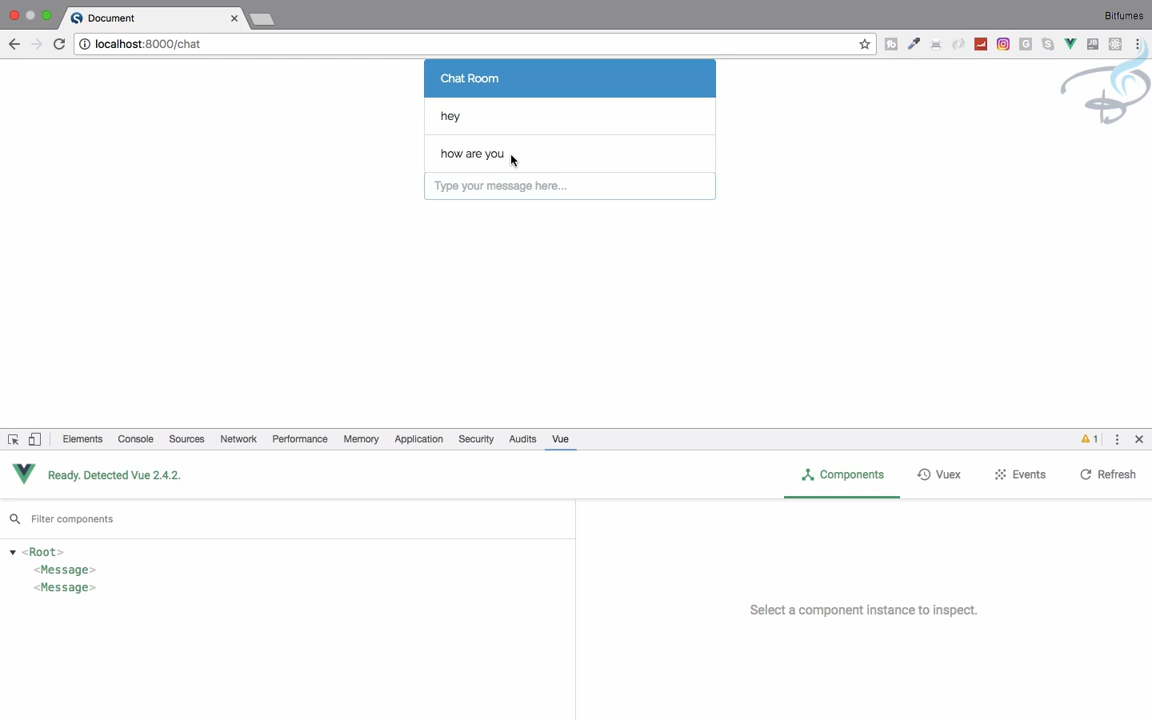 Document
Bitfumes
localhost:8000/chat
Chat Room
hey
how are you
Type your message here...
Elements Console Sources Network Performance Memory Application Security Audits Vue 1
Ready. Detected Vue 2.4.2. Components Vuex Events Refresh
Filter components
<Root>
<Message>
<Message>
Select a component instance to inspect.